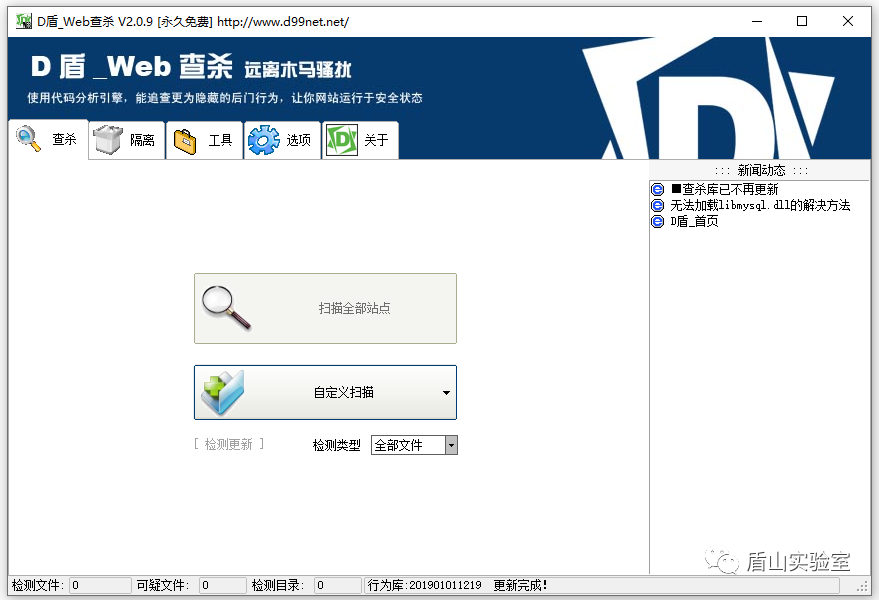 D盾_Web查杀 V2.0.9 [永久免费] http://www.d99net.net/
D 盾 _Web 查杀 远离木马骚扰
使用代码分析引擎，能追查更为隐藏的后门行为，让你网站运行于安全状态
查杀 隔离 工具 选项 D 关于
D
::: 新闻动态 :::
■查杀库已不再更新
无法加载libmysql.dll的解决方法
D盾_首页
扫描全部站点
自定义扫描
[ 检测更新 ] 检测类型 全部文件
盾山实验室
检测文件: 0 可疑文件: 0 检测目录: 0 行为库:201901011219 更新完成!